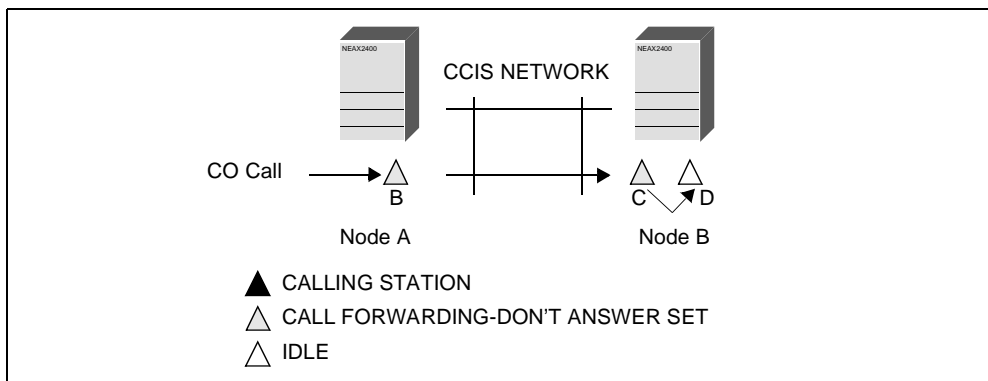 NEAX2400 NEAX2400
CCIS NETWORK
CO Call
B C D
Node A Node B
CALLING STATION
CALL FORWARDING-DON'T ANSWER SET
IDLE